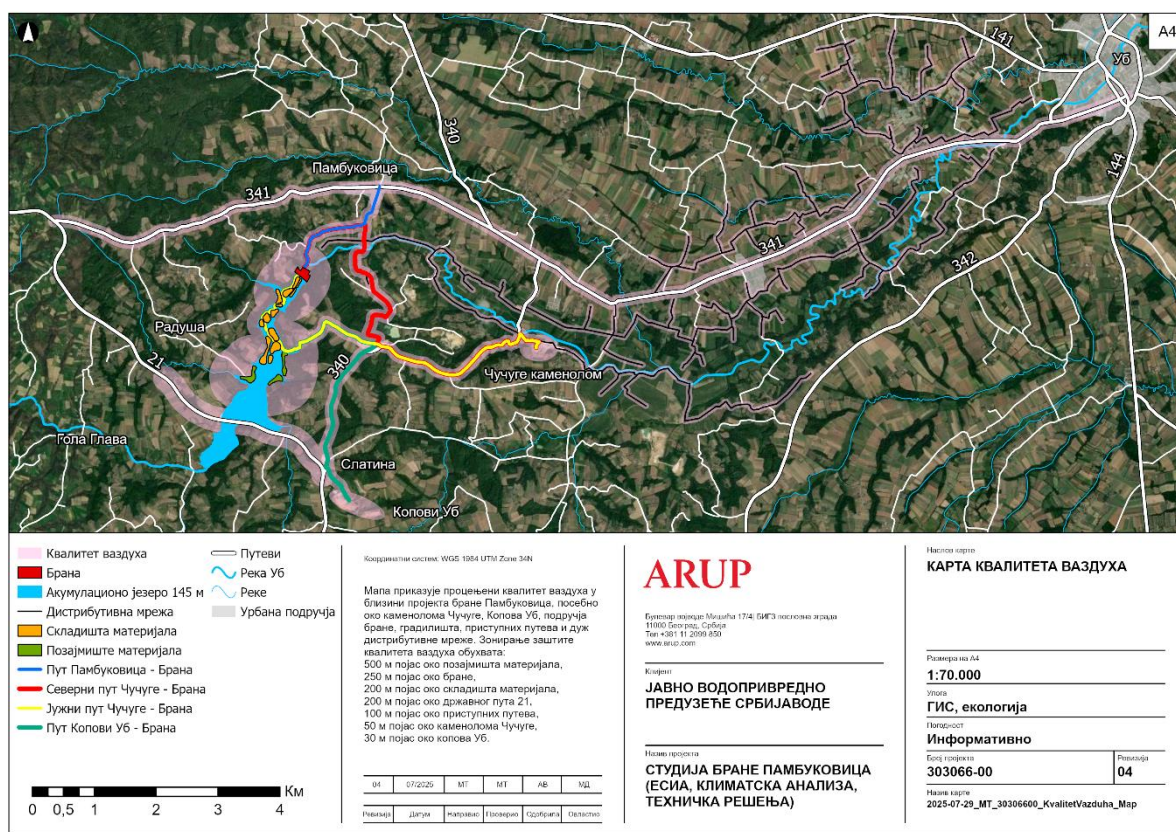 A4
141
Уб
340
144
Памбуковица
341
341
342
Радуша
21
340
Чучуге каменолом
Гола Глава
Слатина
Копови Уб
Квалитет ваздуха
Брана
Акумулационо језеро 145 м
Дистрибутивна мрежа
Складишта материјала
Позајмиште материјала
Пут Памбуковица - Брана
Северни пут Чучуге - Брана
Јужни пут Чучуге - Брана
Пут Копови Уб - Брана
Путеви
Река Уб
Реке
Урбана подручја
0 0,5 1 2 3 4 Км
Координатни систем: WGS 1984 UTM Zone 34N
Мапа приказује процењени квалитет ваздуха у
близини пројекта бране Памбуковица, посебно
око каменолома Чучуге, Копова Уб, подручја
бране, градилишта, приступних путева и дуж
дистрибутивне мреже. Зонирање заштите
квалитета ваздуха обухвата:
500 м појас око позајмишта материјала,
250 м појас око бране,
200 м појас око складишта материјала,
200 м појас око државног пута 21,
100 м појас око приступних путева,
50 м појас око каменолома Чучуге,
30 м појас око копова Уб.
04 07/2025 МТ МТ АВ МД
Ревизија Датум Направио Проверио Одобрила Овластио
ARUP
Булевар војводе Мишића 17/4| БИГЗ пословна зграда
11000 Београд, Србија
Тел +381 11 2099 850
www.arup.com
Клијент
ЈАВНО ВОДОПРИВРЕДНО
ПРЕДУЗЕЋЕ СРБИЈАВОДЕ
Назив пројекта
СТУДИЈА БРАНЕ ПАМБУКОВИЦА
(ЕСИА, КЛИМАТСКА АНАЛИЗА,
ТЕХНИЧКА РЕШЕЊА)
Наслов карте
КАРТА КВАЛИТЕТА ВАЗДУХА
Размера на А4
1:70.000
Улога
ГИС, екологија
Погодност
Информативно
Број пројекта
303066-00
Ревизија
04
Назив карте
2025-07-29_MT_30306600_KvalitetVazduha_Map